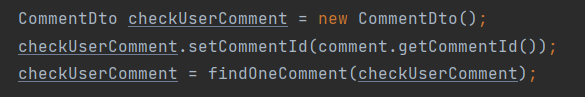 CommentDto checkUserComment = new CommentDto();
checkUserComment.setCommentId(comment.getCommentId());
checkUserComment = findOneComment(checkUserComment);